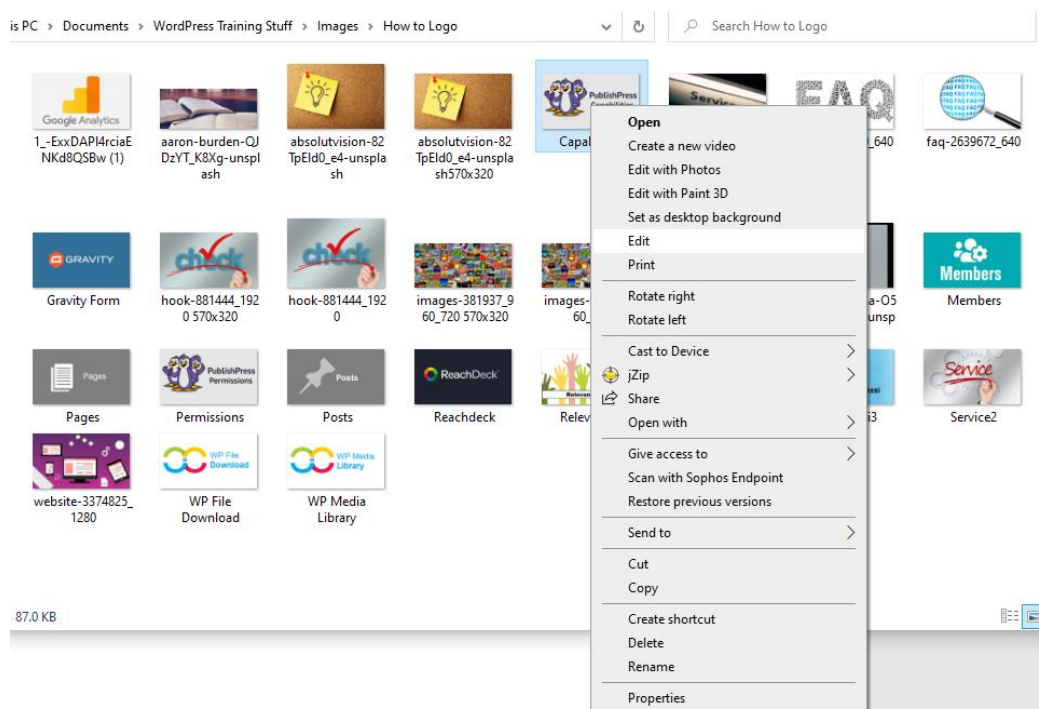 is PC > Documents > WordPress Training Stuff > Images > How to Logo
Search How to Logo
Google Analytics
GRAVITY
check
check
Members
Pages
PublishPress
Permissions
Posts
ReachDeck
Service
WP File
Download
WP Media
Library
PublishPress
Capabilities
Service
FAQ
1_-ExxDAPI4rciaE
NKd8QSBw (1)
aaron-burden-QJ
DzYT_K8Xg-unspl
ash
absolutvision-82
TpEId0_e4-unspla
sh
absolutvision-82
TpEId0_e4-unspla
sh570x320
Capal
_640
faq-2639672_640
Gravity Form
hook-881444_192
0 570x320
hook-881444_192
0
images-381937_9
60_720 570x320
images-
60_
a-O5
unsp
Members
Pages
Permissions
Posts
Reachdeck
Relev
i3
Service2
website-3374825_
1280
WP File
Download
WP Media
Library
Open
Create a new video
Edit with Photos
Edit with Paint 3D
Set as desktop background
Edit
Print
Rotate right
Rotate left
Cast to Device
jZip
Share
Open with
Give access to
Scan with Sophos Endpoint
Restore previous versions
Send to
Cut
Copy
Create shortcut
Delete
Rename
Properties
87.0 KB